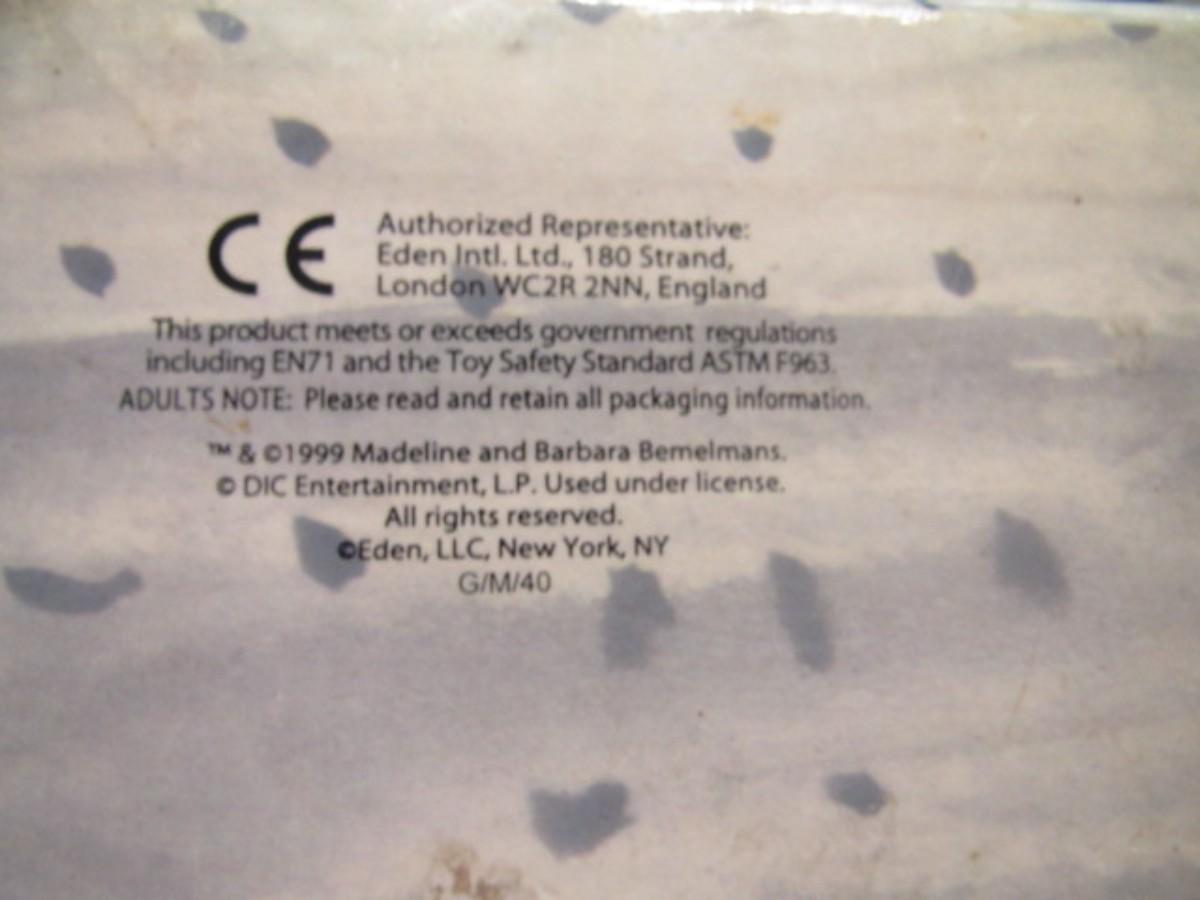 CE
Authorized Representative:
Eden Intl. Ltd., 180 Strand,
London WC2R 2NN, England
This product meets or exceeds government regulations
including EN71 and the Toy Safety Standard ASTM F963.
ADULTS NOTE: Please read and retain all packaging information.
™ & ©1999 Madeline and Barbara Bemelmans.
© DIC Entertainment, L.P. Used under license.
All rights reserved.
©Eden, LLC, New York, NY
G/M/40